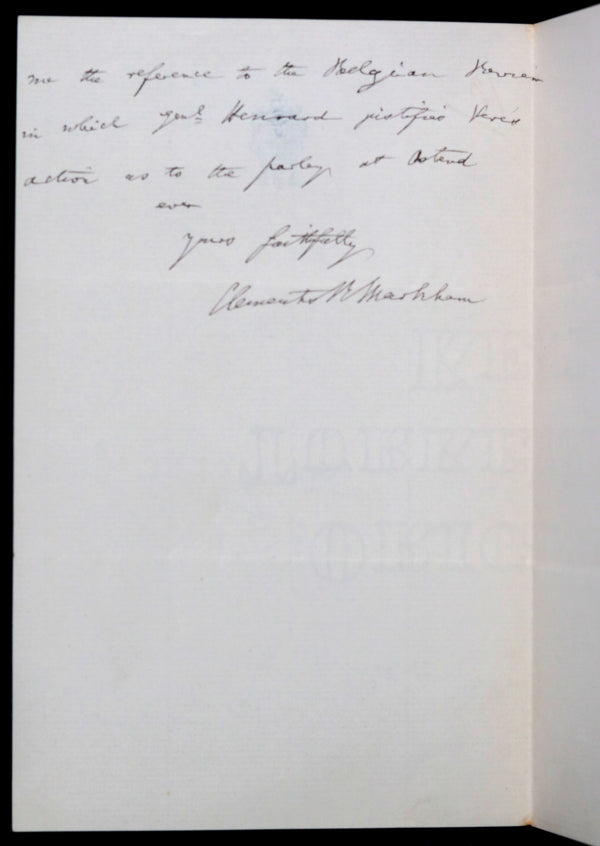 me the reference to the Belgian Review
in which genl Henrard justifies Vere's
action as to the parley at Ostend
ever
yours faithfully
Clements R Markham